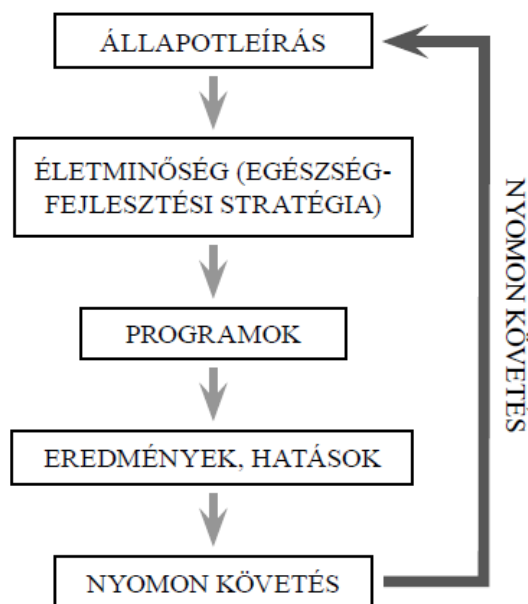 ÁLLAPOTLEÍRÁS
ÉLETMINŐSÉG (EGÉSZSÉG-
FEJLESZTÉSI STRATÉGIA)
PROGRAMOK
EREDMÉNYEK, HATÁSOK
NYOMON KÖVETÉS
NYOMON KÖVETÉS